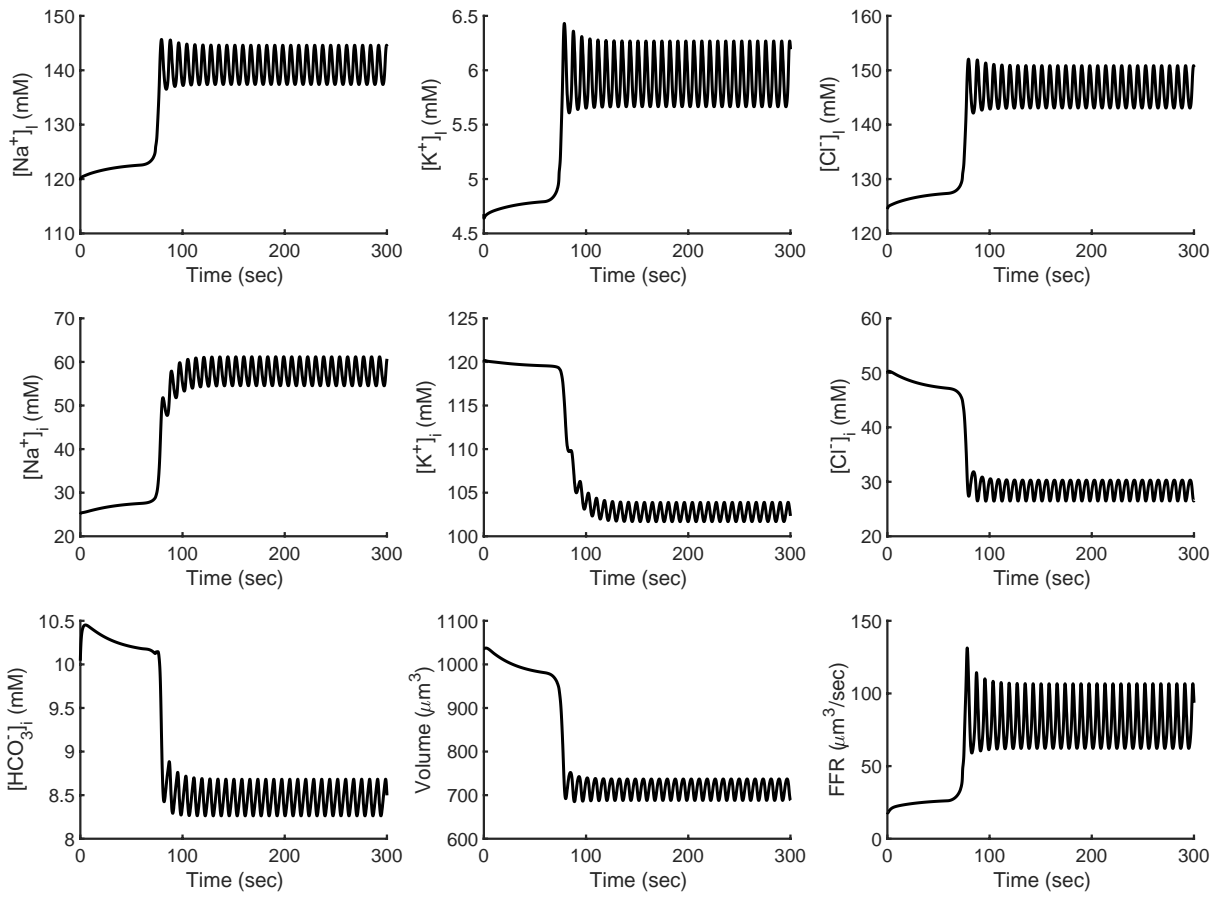 [Na⁺]ₗ (mM)
150
140
130
120
110
0 100 200 300
Time (sec)
[K⁺]ₗ (mM)
6.5
6
5.5
5
4.5
0 100 200 300
Time (sec)
[Cl⁻]ₗ (mM)
160
150
140
130
120
0 100 200 300
Time (sec)
[Na⁺]ᵢ (mM)
70
60
50
40
30
20
0 100 200 300
Time (sec)
[K⁺]ᵢ (mM)
125
120
115
110
105
100
0 100 200 300
Time (sec)
[Cl⁻]ᵢ (mM)
60
50
40
30
20
0 100 200 300
Time (sec)
[HCO₃⁻]ᵢ (mM)
10.5
10
9.5
9
8.5
8
0 100 200 300
Time (sec)
Volume (μm³)
1100
1000
900
800
700
600
0 100 200 300
Time (sec)
FFR (μm³/sec)
150
100
50
0
0 100 200 300
Time (sec)